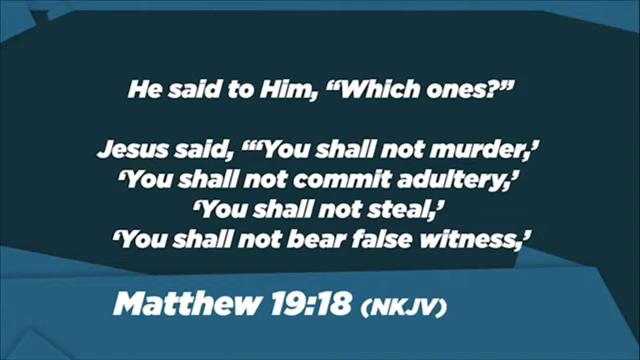 He said to Him, “Which ones?”
Jesus said, “‘You shall not murder,’
‘You shall not commit adultery,’
‘You shall not steal,’
‘You shall not bear false witness,’
Matthew 19:18 (NKJV)